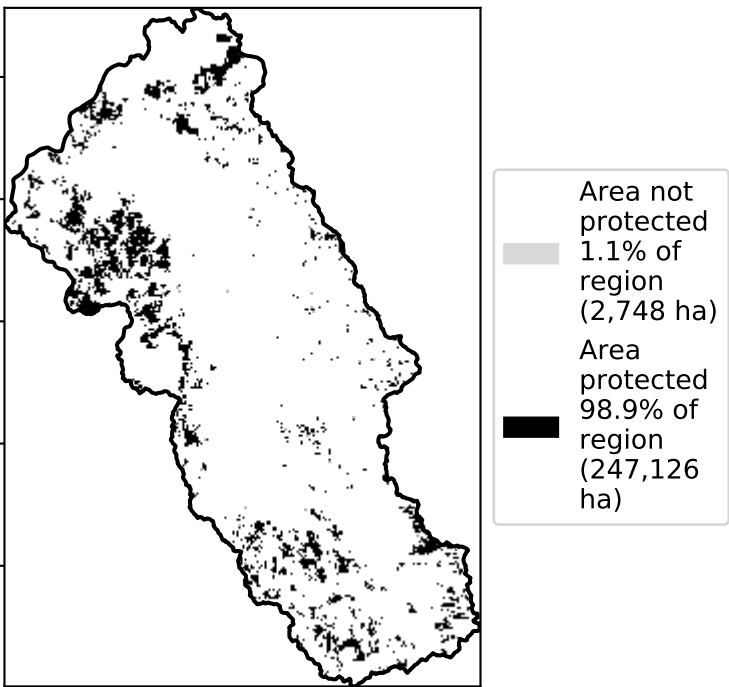 Area not
protected
1.1% of
region
(2,748 ha)
Area
protected
98.9% of
region
(247,126
ha)